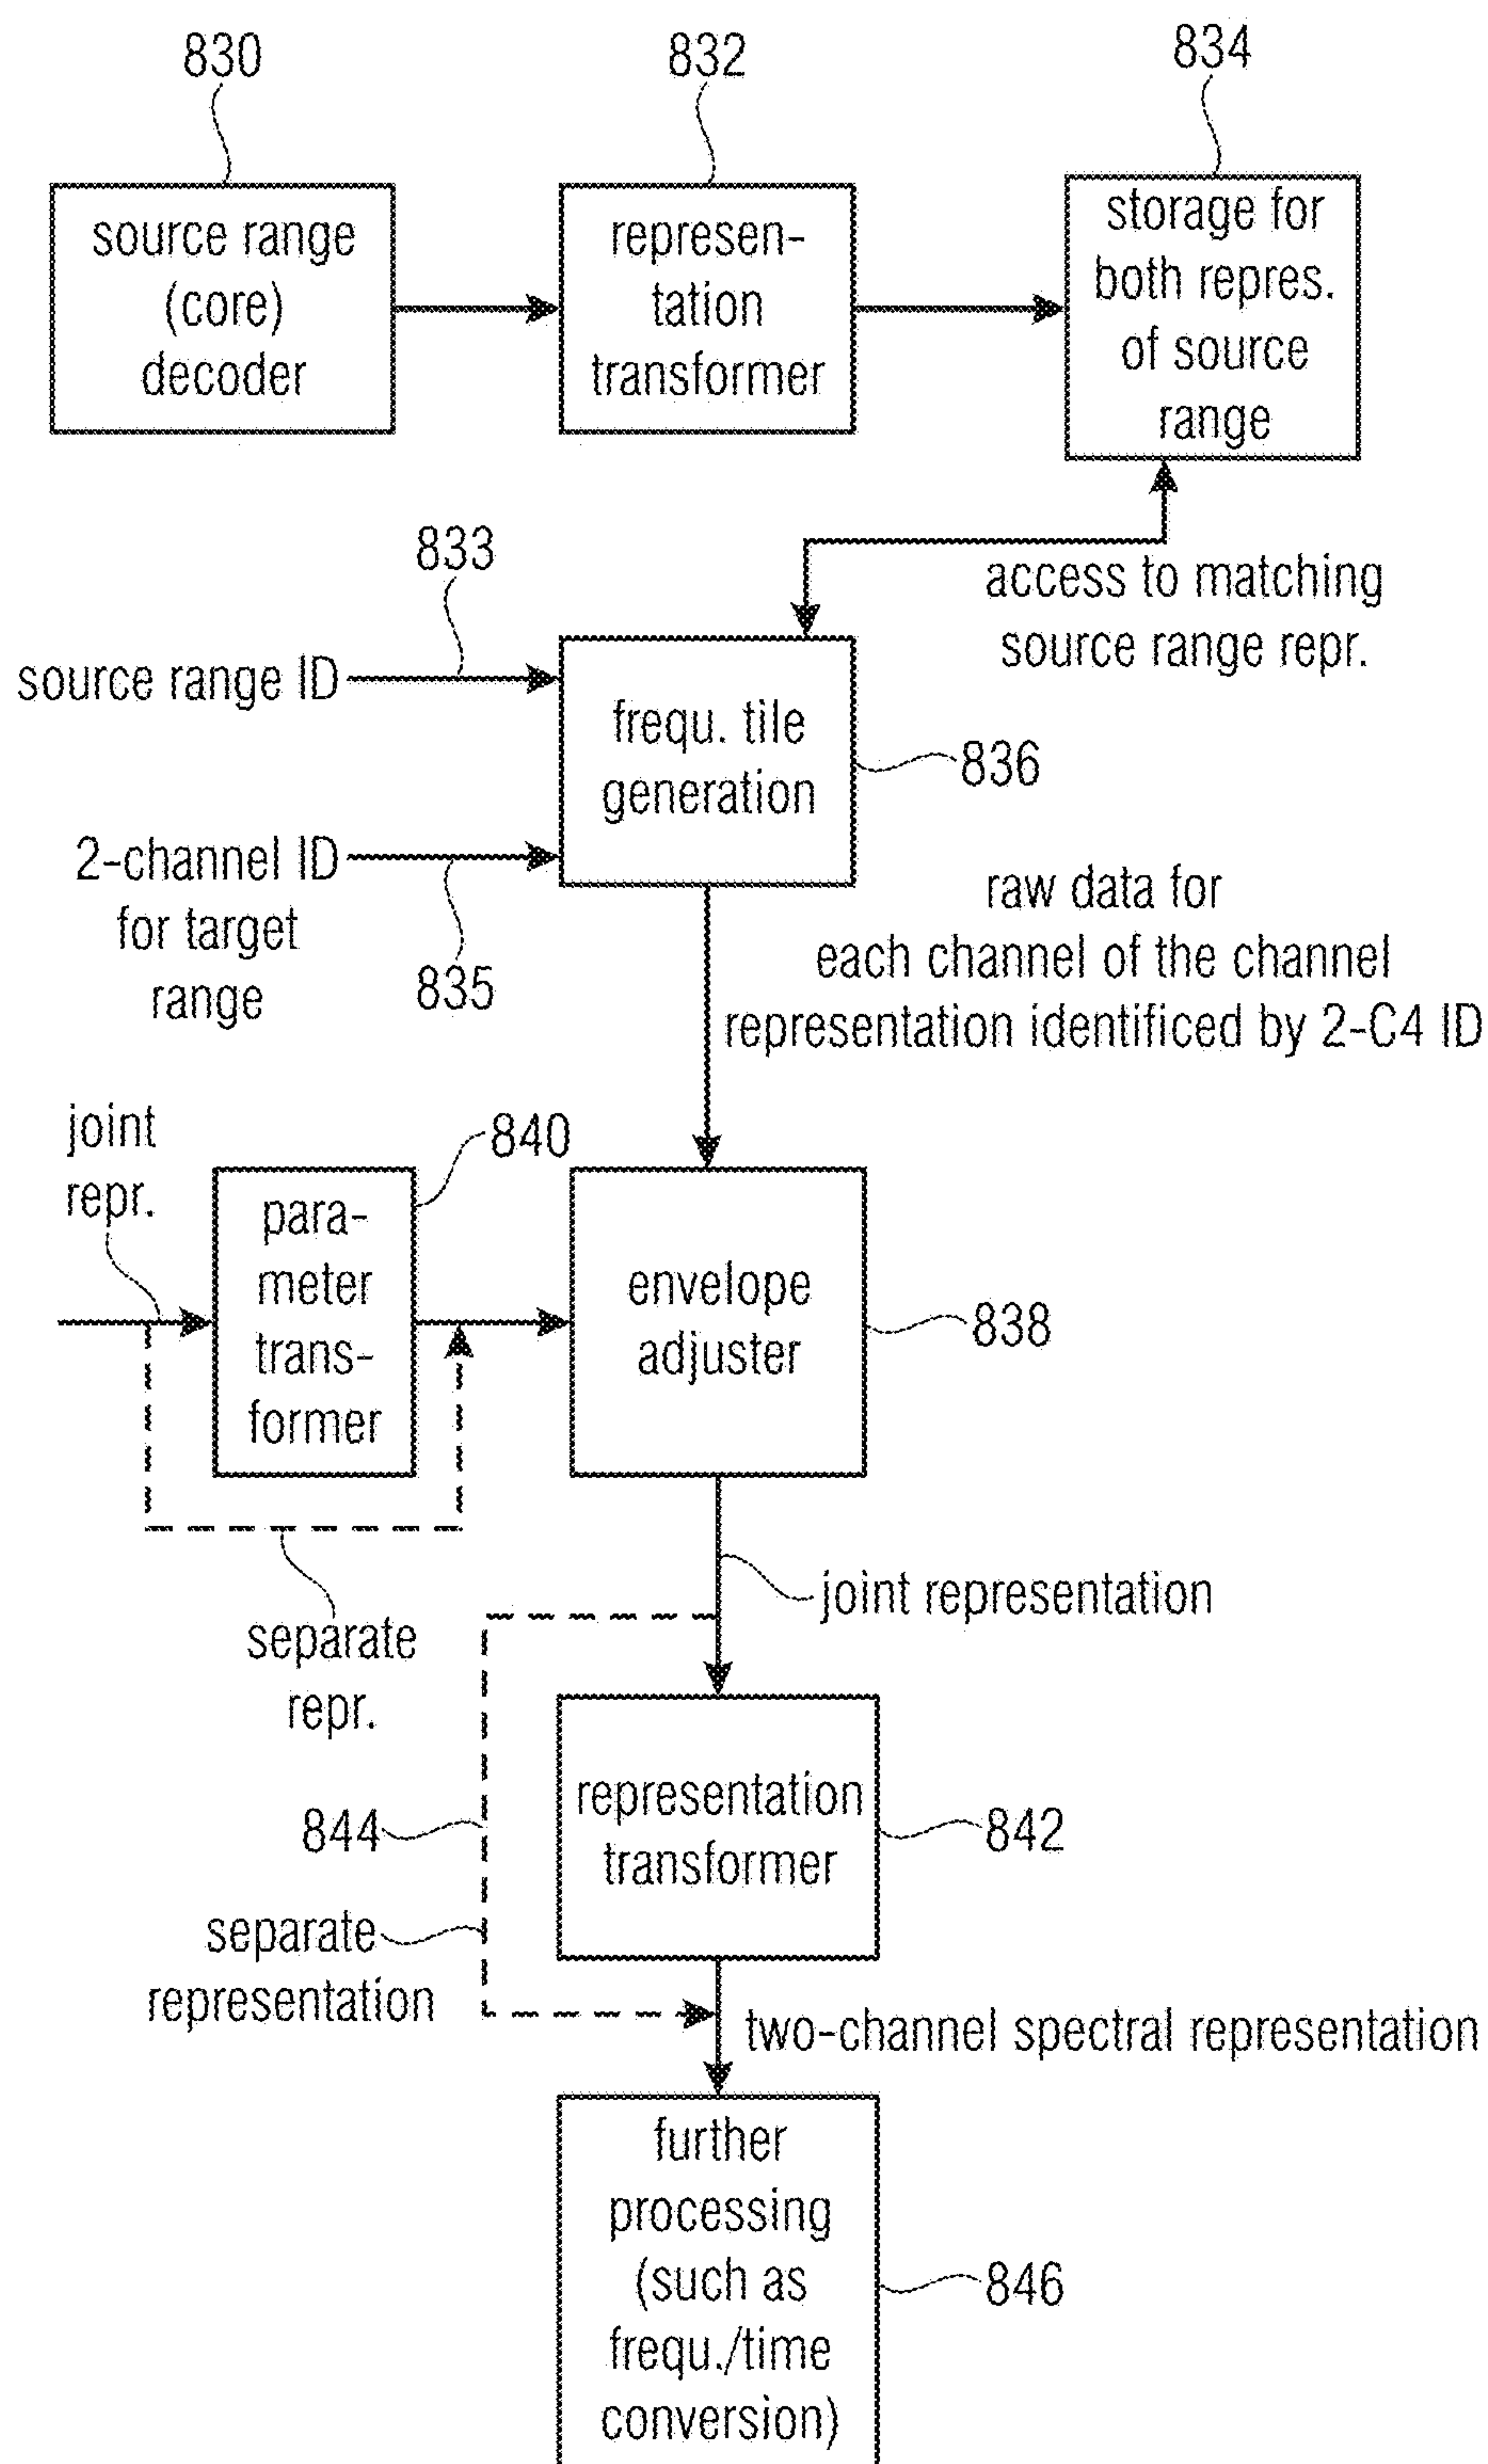 830
832
834
source range
(core)
decoder
represen-
tation
transformer
storage for
both repres.
of source
range
833
access to matching
source range repr.
source range ID
frequ. tile
generation
836
2-channel ID
for target
range
835
raw data for
each channel of the channel
representation identificed by 2-C4 ID
joint
repr.
840
para-
meter
trans-
former
envelope
adjuster
838
joint representation
separate
repr.
representation
transformer
842
844
separate
representation
two-channel spectral representation
further
processing
(such as
frequ./time
conversion)
846